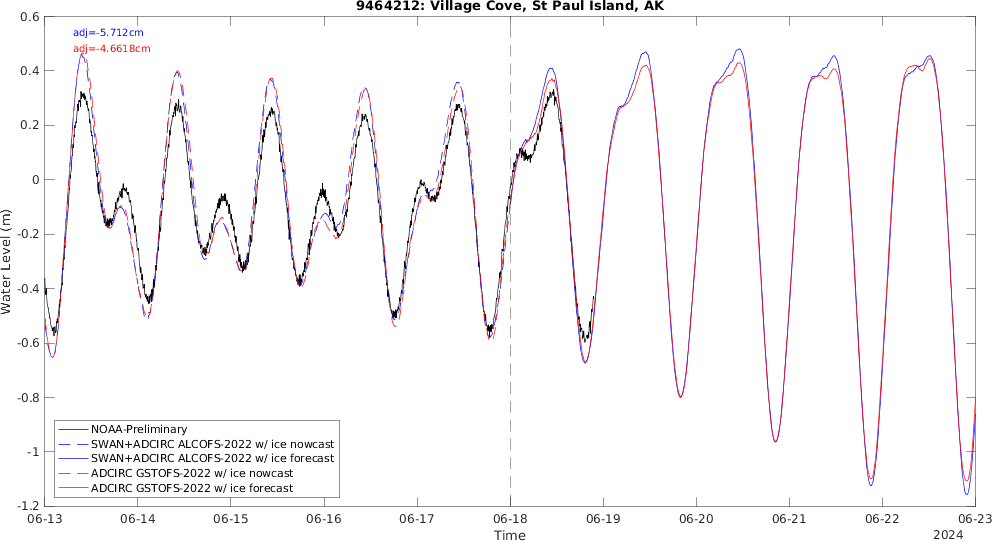 9464212: Village Cove, St Paul Island, AK
adj=-5.712cm
adj=-4.6618cm
Water Level (m)
0.6
0.4
0.2
0
-0.2
-0.4
-0.6
-0.8
-1
-1.2
NOAA-Preliminary
SWAN+ADCIRC ALCOFS-2022 w/ ice nowcast
SWAN+ADCIRC ALCOFS-2022 w/ ice forecast
ADCIRC GSTOFS-2022 w/ ice nowcast
ADCIRC GSTOFS-2022 w/ ice forecast
06-13 06-14 06-15 06-16 06-17 06-18 06-19 06-20 06-21 06-22 06-23
Time
2024